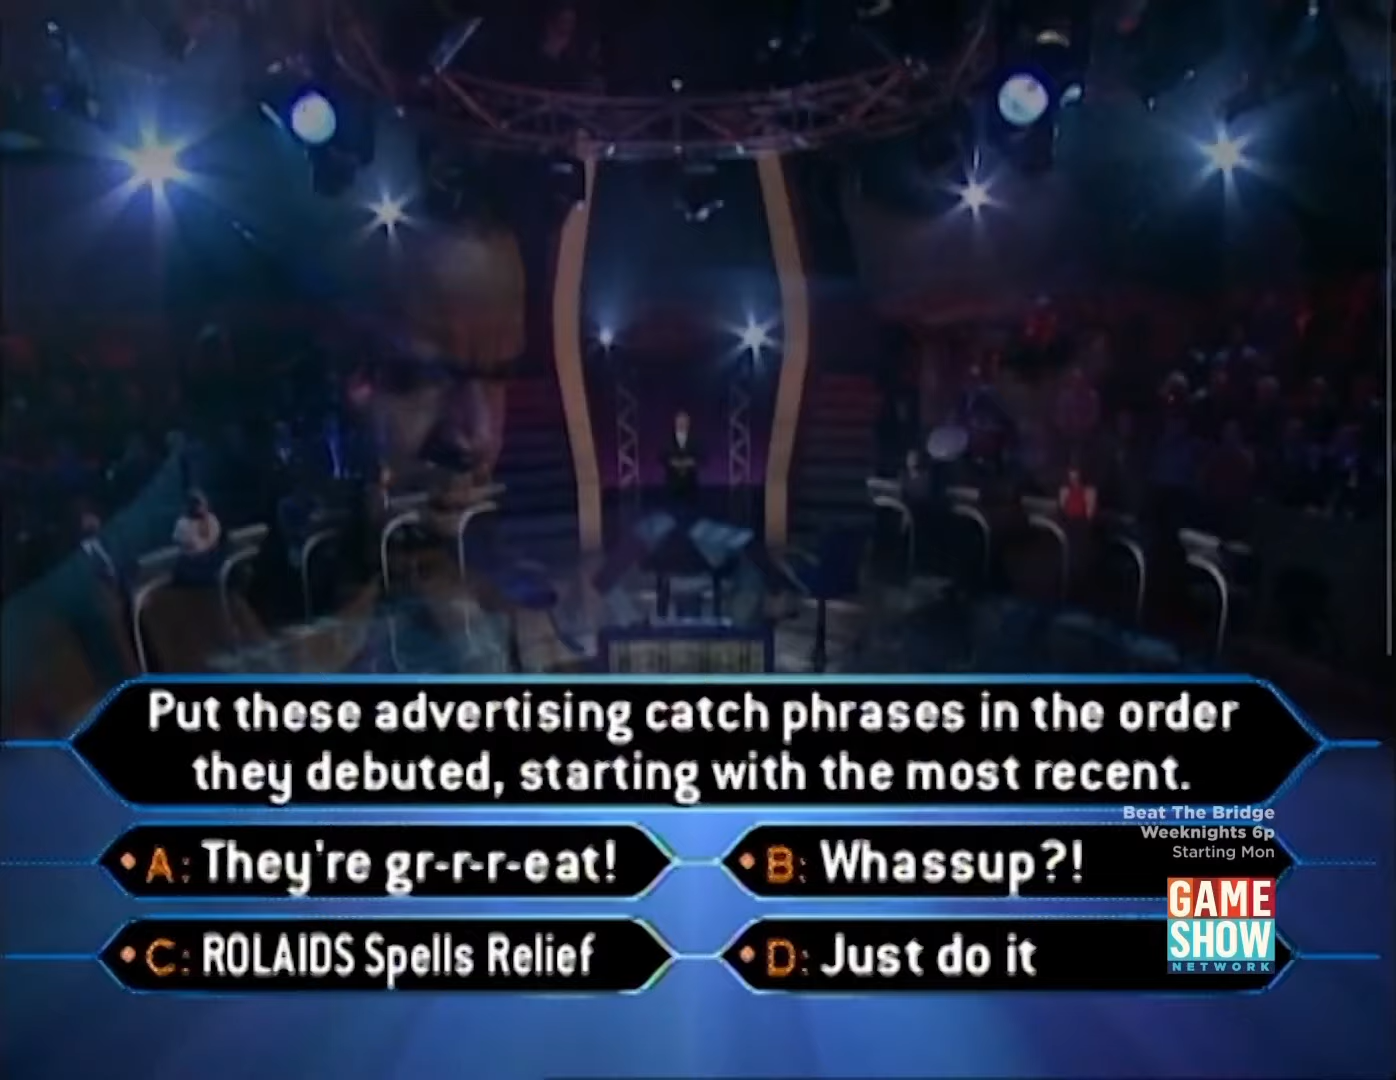 Put these advertising catch phrases in the order
they debuted, starting with the most recent.
Beat The Bridge
Weeknights 6p
Starting Mon
A: They're gr-r-r-eat!
B: Whassup?!
C: ROLAIDS Spells Relief
D: Just do it
GAME
SHOW
NETWORK